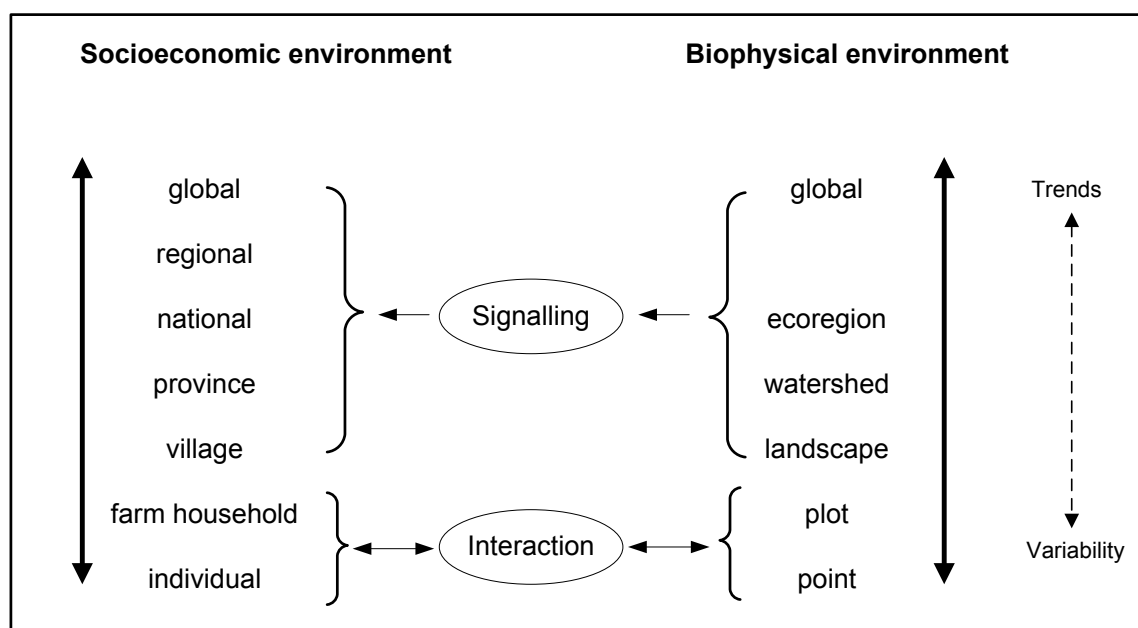 Socioeconomic environment Biophysical environment
global global Trends
regional
national Signalling ecoregion
province watershed
village landscape
farm household plot
Interaction Variability
individual point